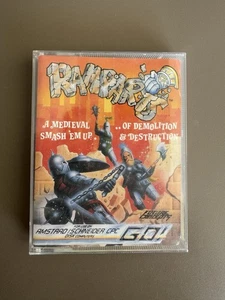 RAMPARTS
A MEDIEVAL
SMASH 'EM UP..
..OF DEMOLITION
& DESTRUCTION
AMSTRAD/SCHNEIDER CPC
GO!